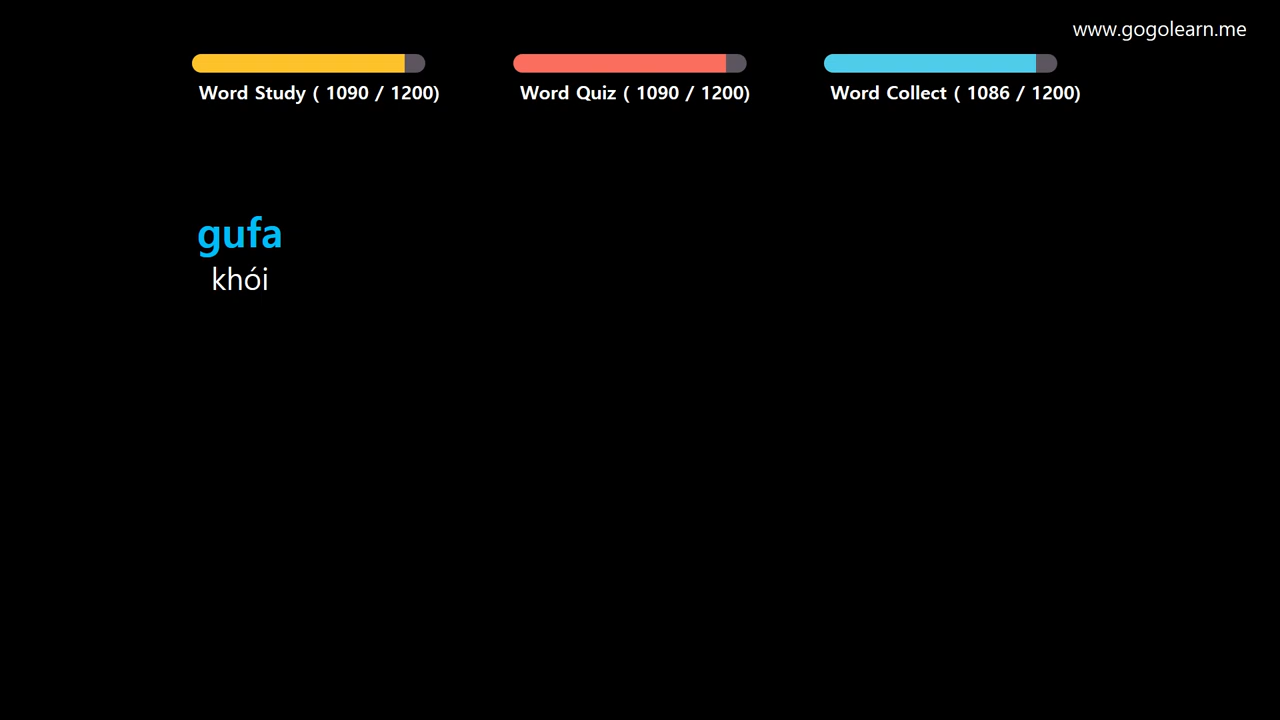 www.gogolearn.me
Word Study ( 1090 / 1200)
Word Quiz ( 1090 / 1200)
Word Collect ( 1086 / 1200)
gufa
khói